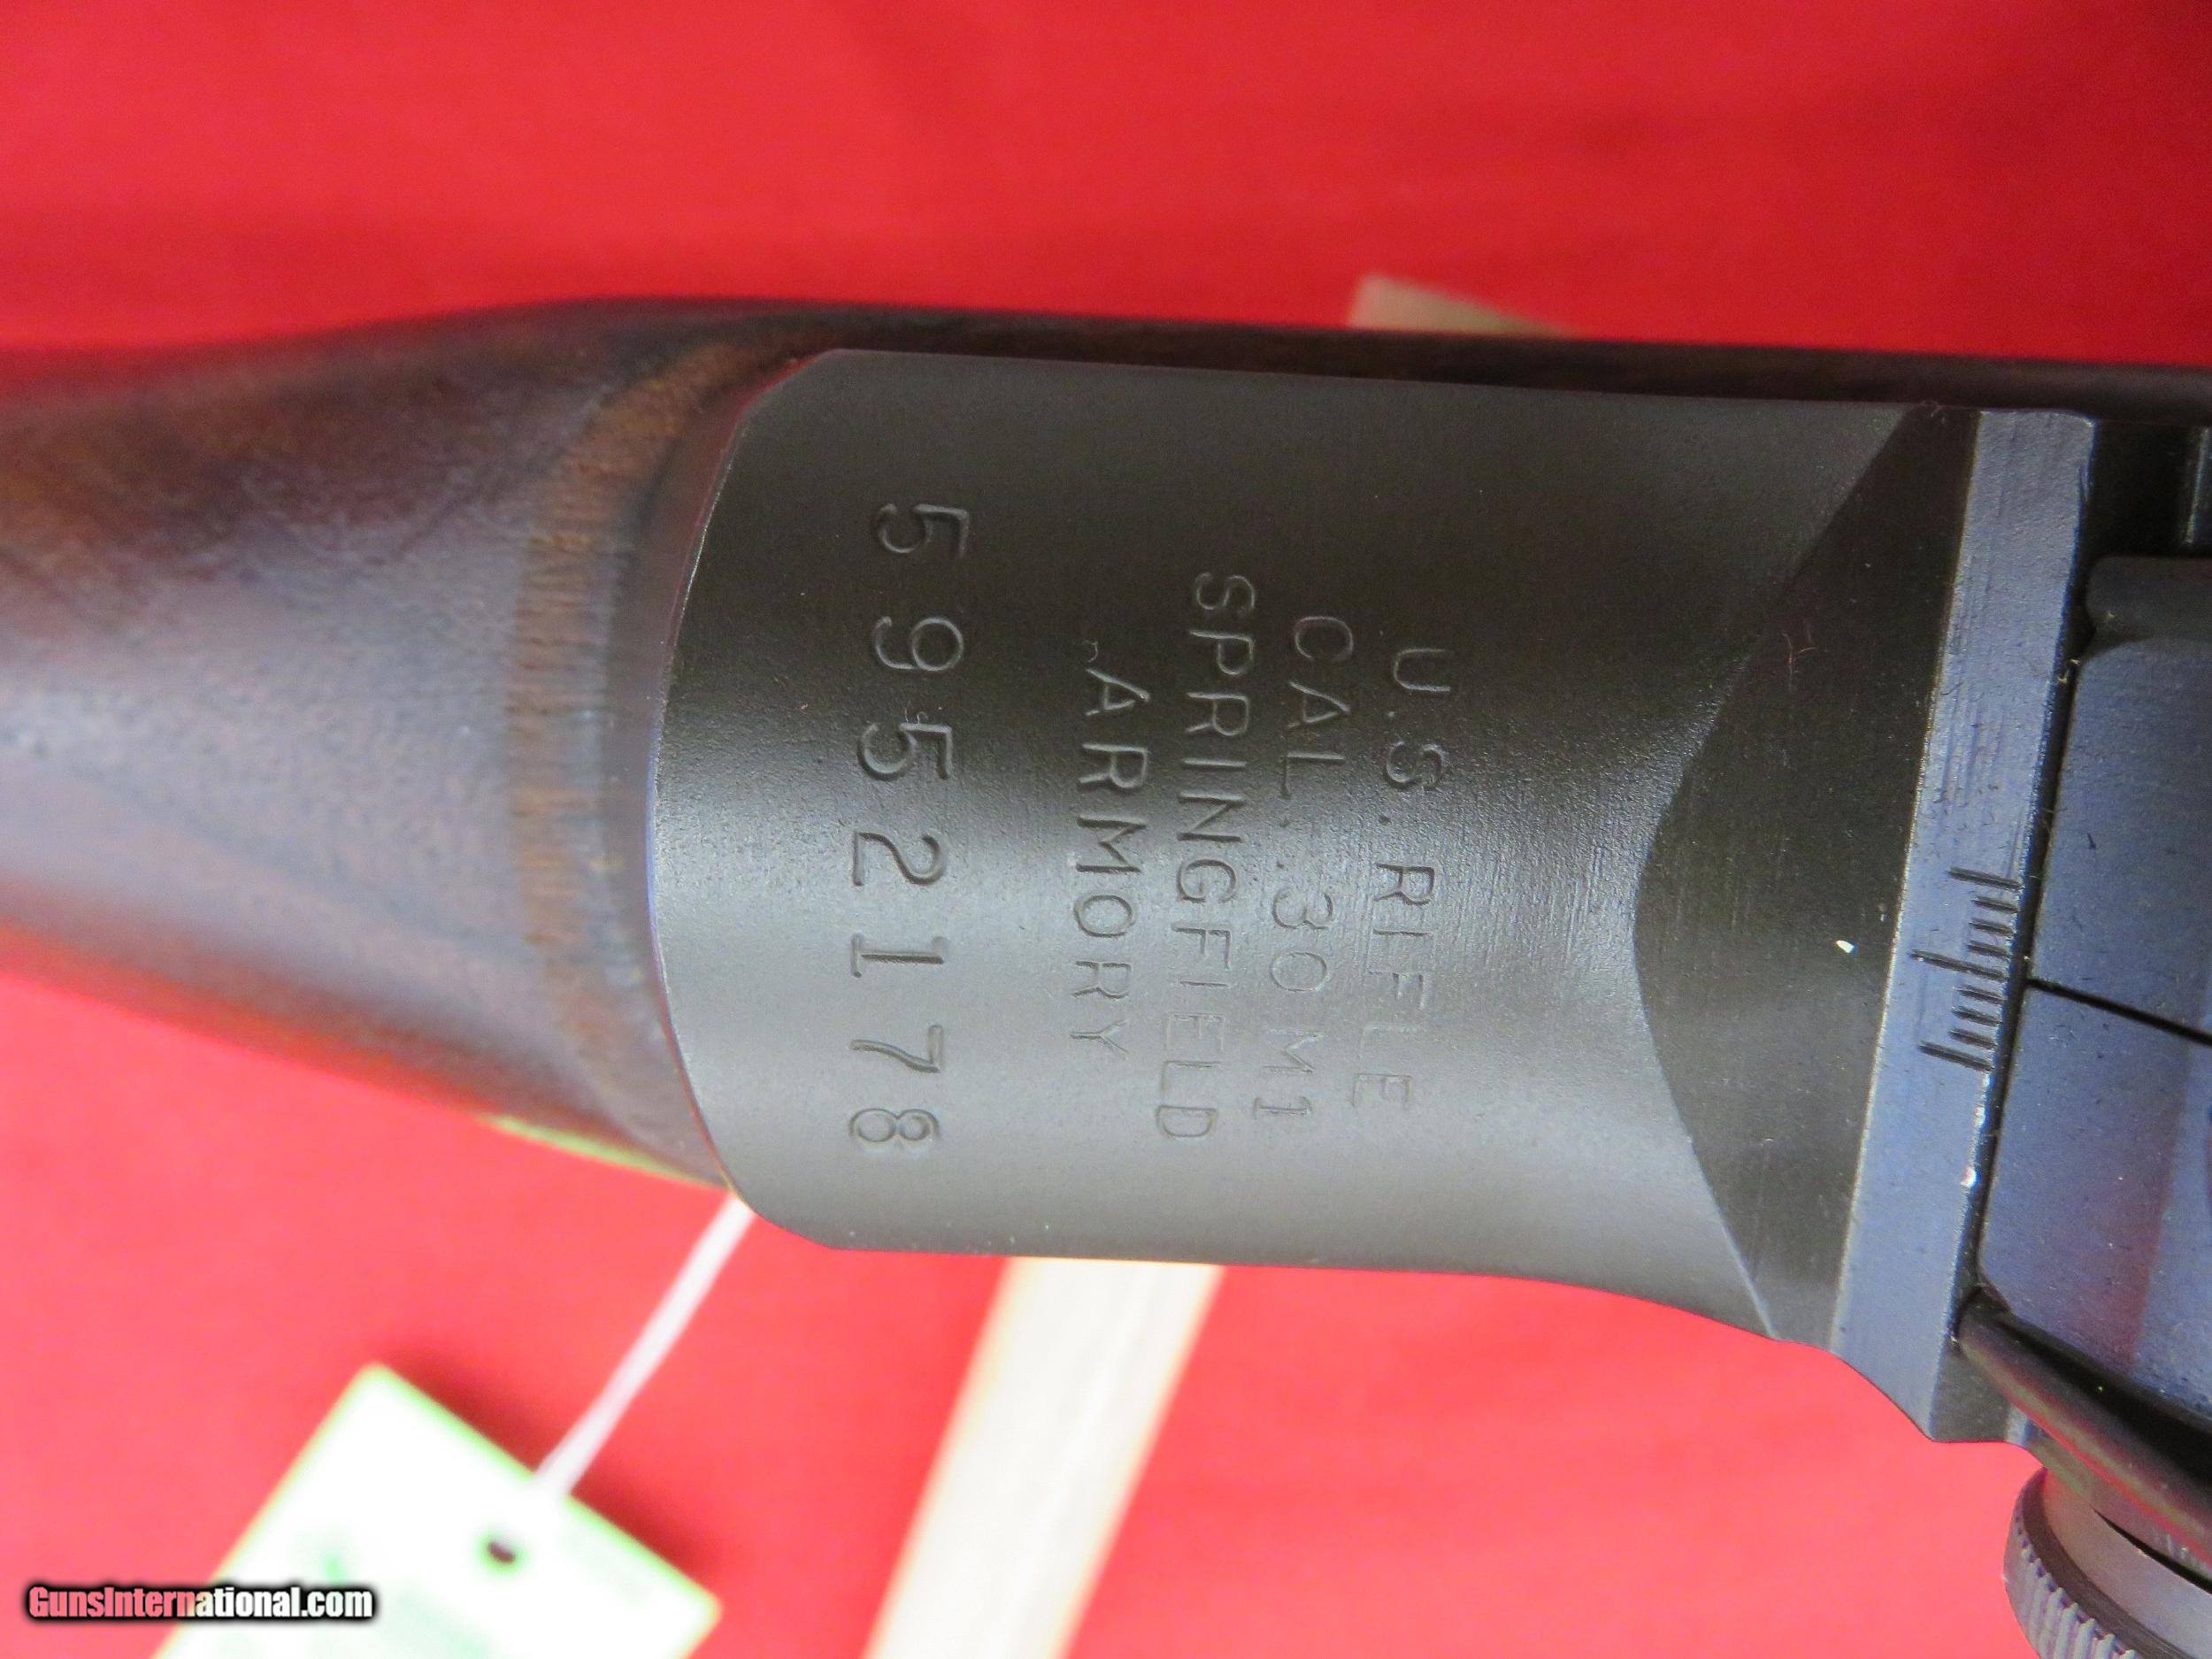 U.S. RIFLE
CAL. .30 M1
SPRINGFIELD
ARMORY
5952178
GunsInternational.com